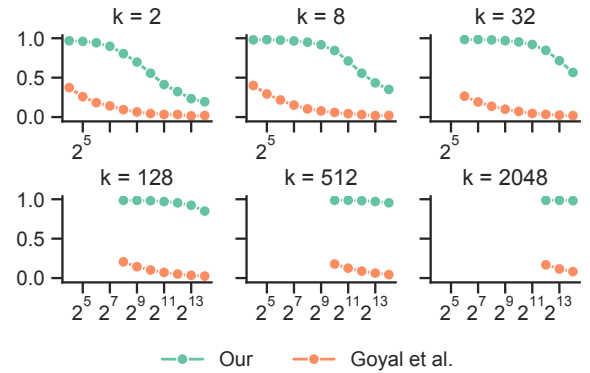 k = 2 k = 8 k = 32
1.0
0.5
0.0
2^5 2^5 2^5
k = 128 k = 512 k = 2048
1.0
0.5
0.0
2^5 2^7 2^9 2^11 2^13 2^5 2^7 2^9 2^11 2^13 2^5 2^7 2^9 2^11 2^13
Our Goyal et al.